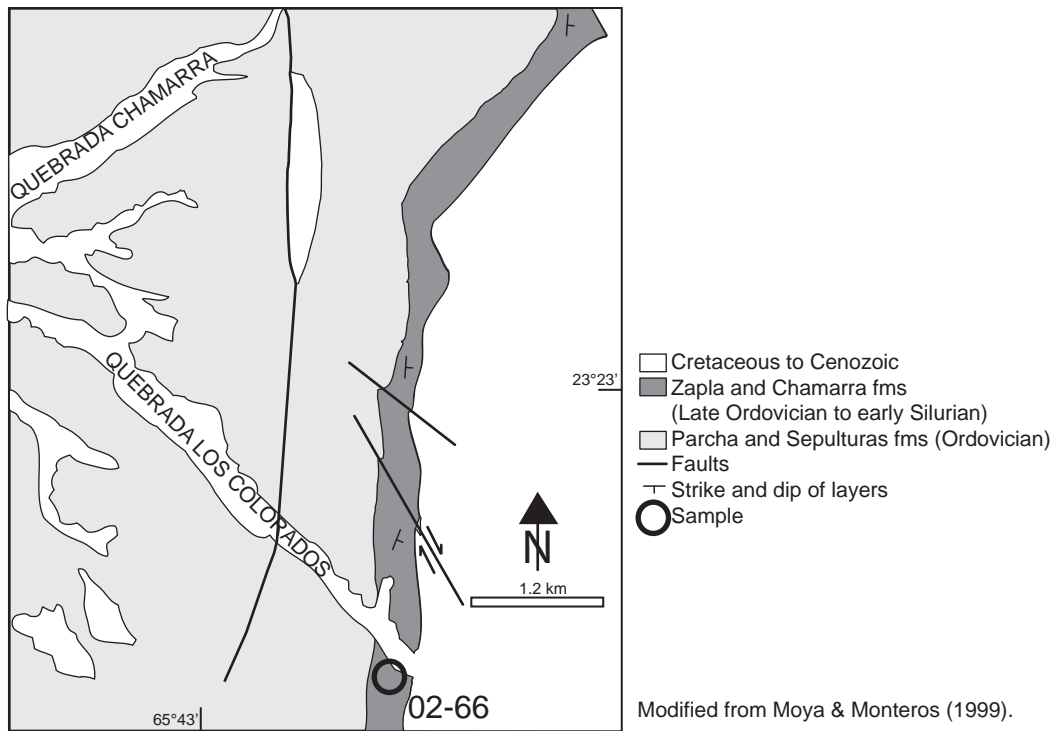 QUEBRADA CHAMARRA
QUEBRADA LOS COLORADOS
23°23'
N
1.2 km
02-66
65°43'
Cretaceous to Cenozoic
Zapla and Chamarra fms
(Late Ordovician to early Silurian)
Parcha and Sepulturas fms (Ordovician)
Faults
Strike and dip of layers
Sample
Modified from Moya & Monteros (1999).